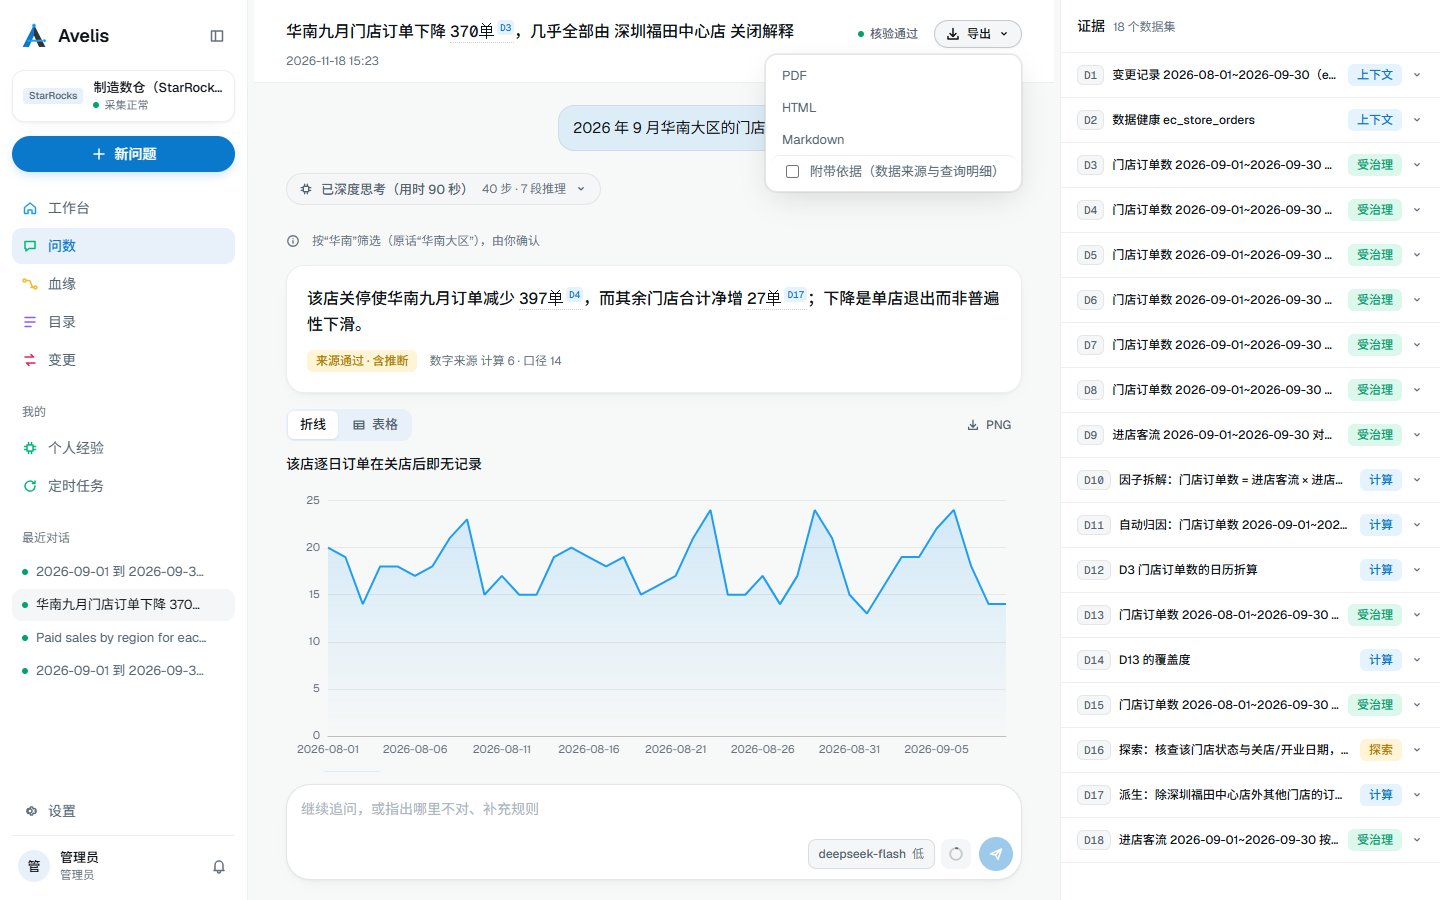 Avelis
StarRocks
制造数仓（StarRock...
采集正常
新问题
工作台
问数
血缘
目录
变更
我的
个人经验
定时任务
最近对话
2026-09-01 到 2026-09-3...
华南九月门店订单下降 370...
Paid sales by region for eac...
2026-09-01 到 2026-09-3...
设置
管
管理员
管理员
华南九月门店订单下降 370单 D3，几乎全部由 深圳福田中心店 关闭解释
2026-11-18 15:23
核验通过
导出
PDF
HTML
Markdown
附带依据（数据来源与查询明细）
2026 年 9 月华南大区的门店
已深度思考（用时 90 秒） 40 步 · 7 段推理
按“华南”筛选（原话“华南大区”），由你确认
该店关停使华南九月订单减少 397单 D4，而其余门店合计净增 27单 D17；下降是单店退出而非普遍
性下滑。
来源通过 · 含推断 数字来源 计算 6 · 口径 14
折线 表格 PNG
该店逐日订单在关店后即无记录
25
20
15
10
5
0
2026-08-01 2026-08-06 2026-08-11 2026-08-16 2026-08-21 2026-08-26 2026-08-31 2026-09-05
继续追问，或指出哪里不对、补充规则
deepseek-flash 低
证据 18 个数据集
D1 变更记录 2026-08-01~2026-09-30（e... 上下文
D2 数据健康 ec_store_orders 上下文
D3 门店订单数 2026-09-01~2026-09-30 ... 受治理
D4 门店订单数 2026-09-01~2026-09-30 ... 受治理
D5 门店订单数 2026-09-01~2026-09-30 ... 受治理
D6 门店订单数 2026-09-01~2026-09-30 ... 受治理
D7 门店订单数 2026-09-01~2026-09-30 ... 受治理
D8 门店订单数 2026-09-01~2026-09-30 ... 受治理
D9 进店客流 2026-09-01~2026-09-30 对... 受治理
D10 因子拆解：门店订单数 = 进店客流 × 进店... 计算
D11 自动归因：门店订单数 2026-09-01~202... 计算
D12 D3 门店订单数的日历折算 计算
D13 门店订单数 2026-08-01~2026-09-30 ... 受治理
D14 D13 的覆盖度 计算
D15 门店订单数 2026-08-01~2026-09-30 ... 受治理
D16 探索：核查该门店状态与关店/开业日期，... 探索
D17 派生：除深圳福田中心店外其他门店的订... 计算
D18 进店客流 2026-09-01~2026-09-30 按... 受治理